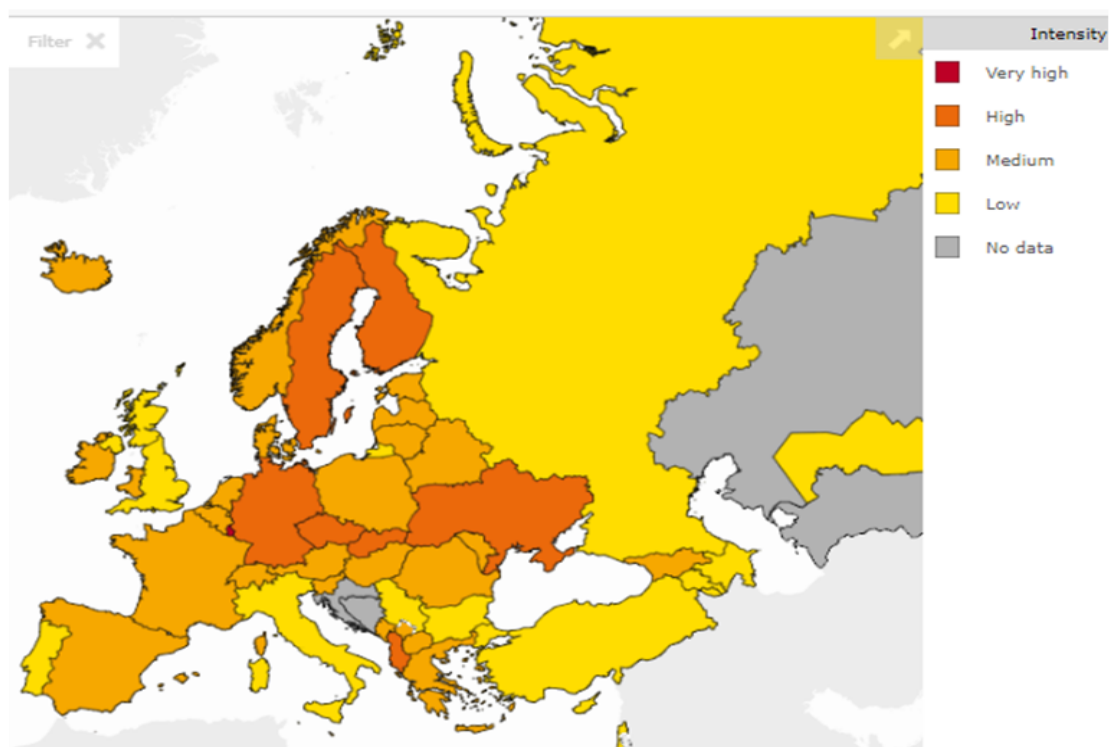 Filter
Intensity
Very high
High
Medium
Low
No data